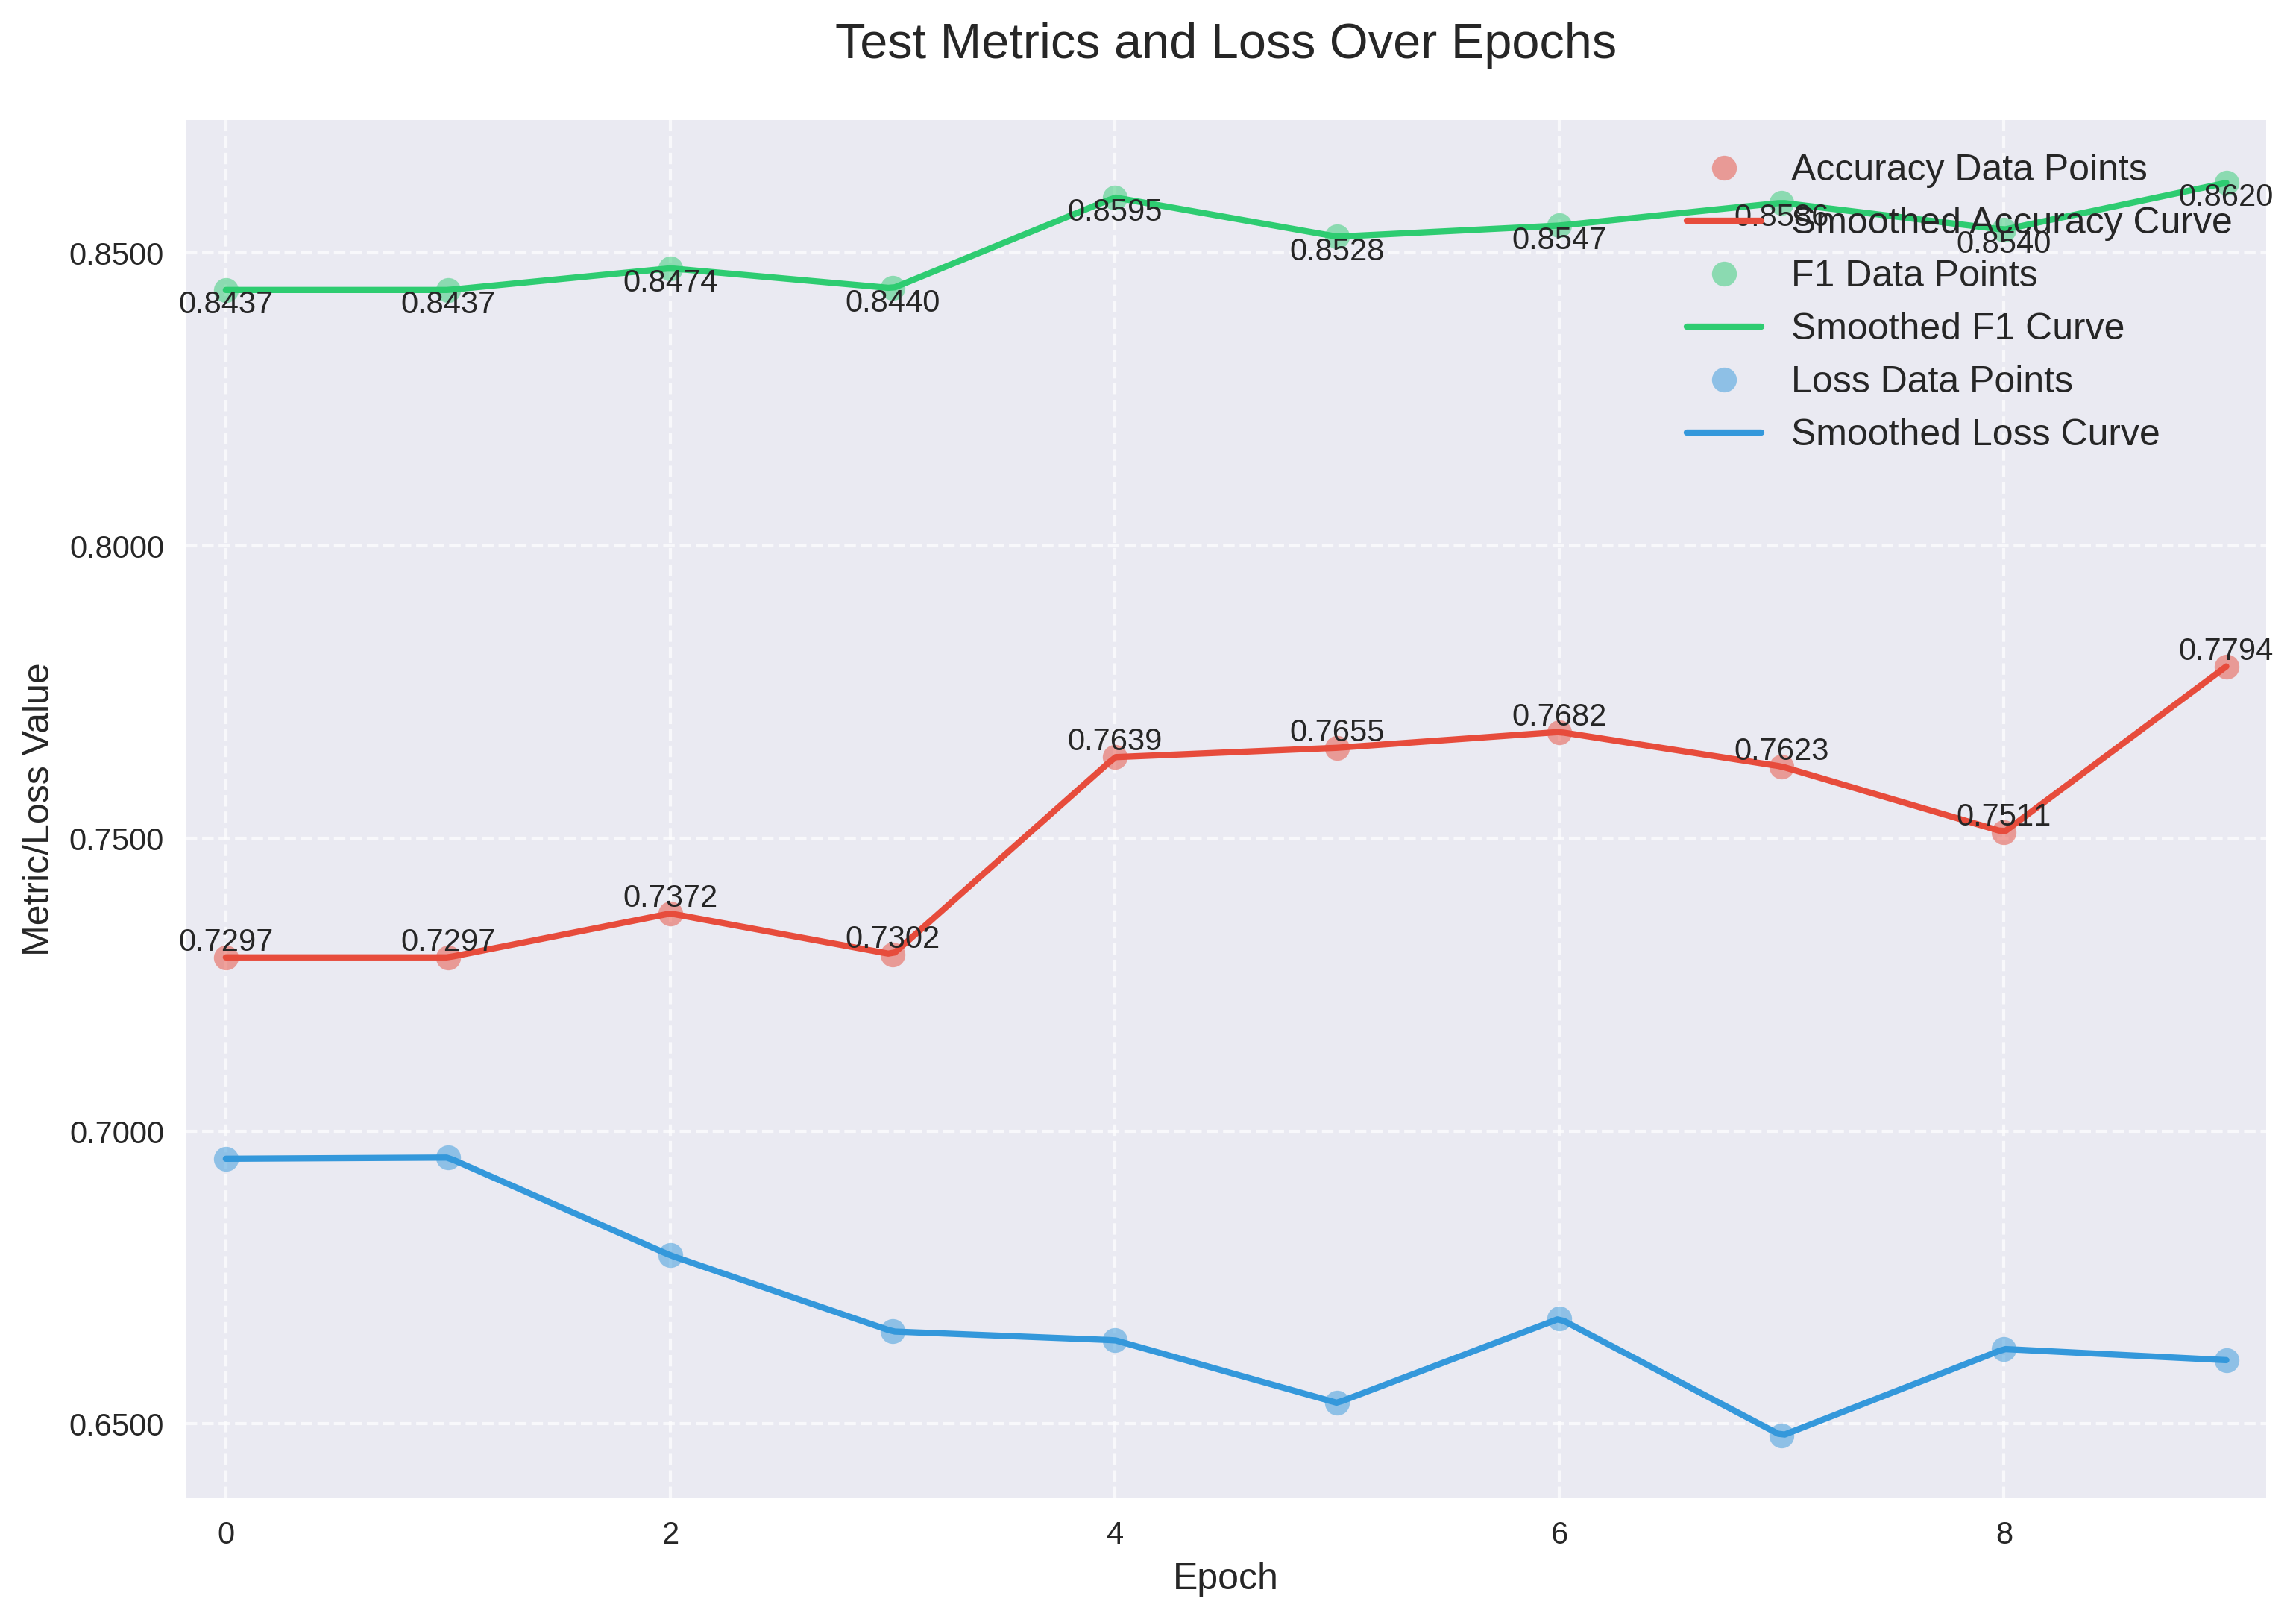 Test Metrics and Loss Over Epochs
Accuracy Data Points
Smoothed Accuracy Curve
F1 Data Points
Smoothed F1 Curve
Loss Data Points
Smoothed Loss Curve
0.8437
0.8437
0.8474
0.8440
0.8595
0.8528
0.8547
0.8586
0.8540
0.8620
0.7297
0.7297
0.7372
0.7302
0.7639
0.7655
0.7682
0.7623
0.7511
0.7794
Metric/Loss Value
0.8500
0.8000
0.7500
0.7000
0.6500
0 2 4 6 8
Epoch